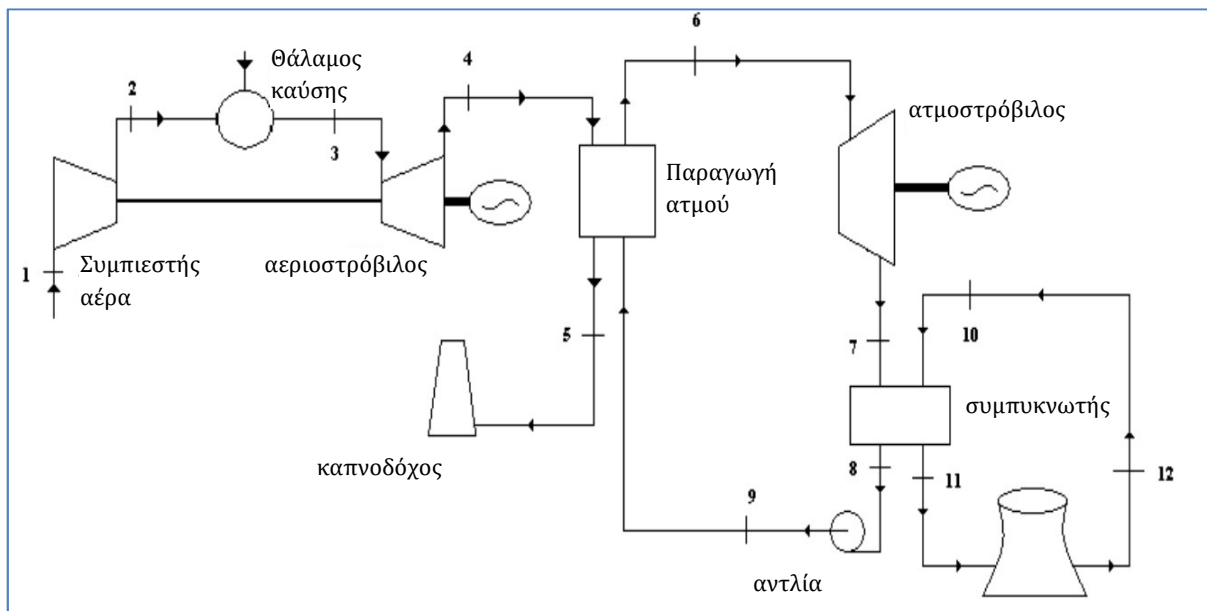 6
4
Θάλαμος
καύσης
2
3
ατμοστρόβιλος
Παραγωγή
ατμού
1
Συμπιεστής
αέρα
αεριοστρόβιλος
5
7
10
συμπυκνωτής
καπνοδόχος
8
11
12
9
αντλία